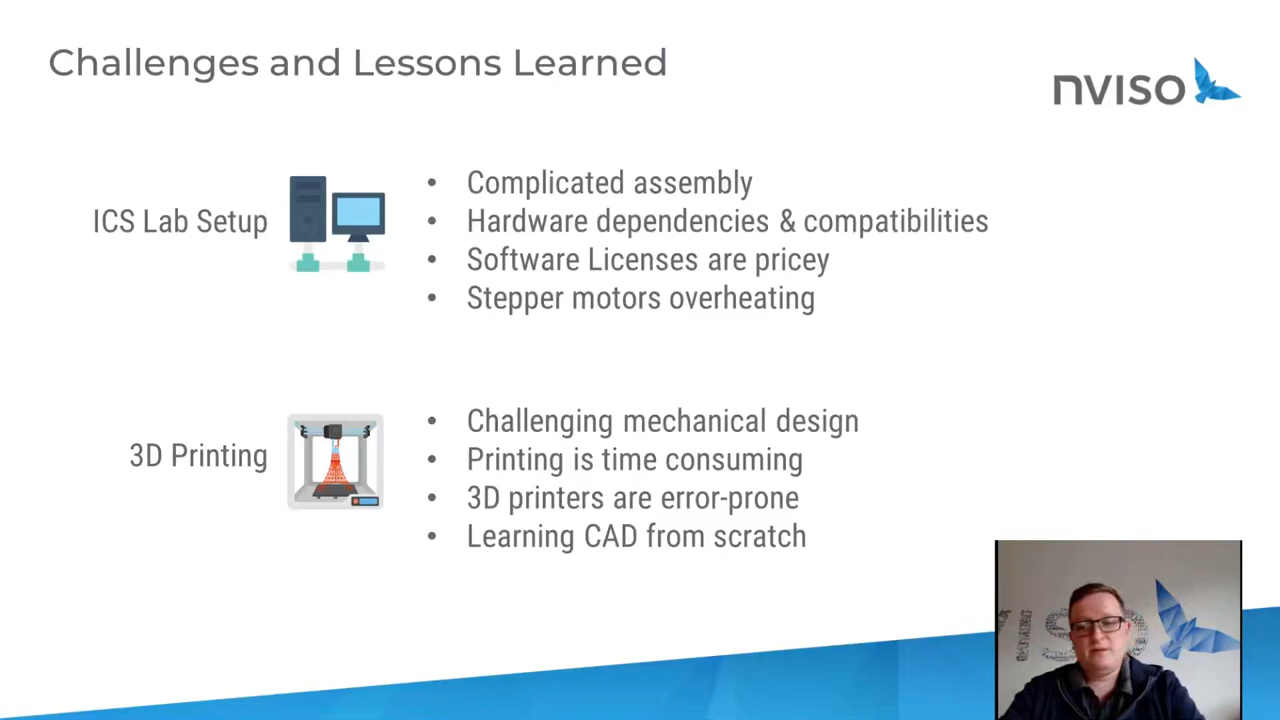 Challenges and Lessons Learned
nviso
ICS Lab Setup
• Complicated assembly
• Hardware dependencies & compatibilities
• Software Licenses are pricey
• Stepper motors overheating
3D Printing
• Challenging mechanical design
• Printing is time consuming
• 3D printers are error-prone
• Learning CAD from scratch